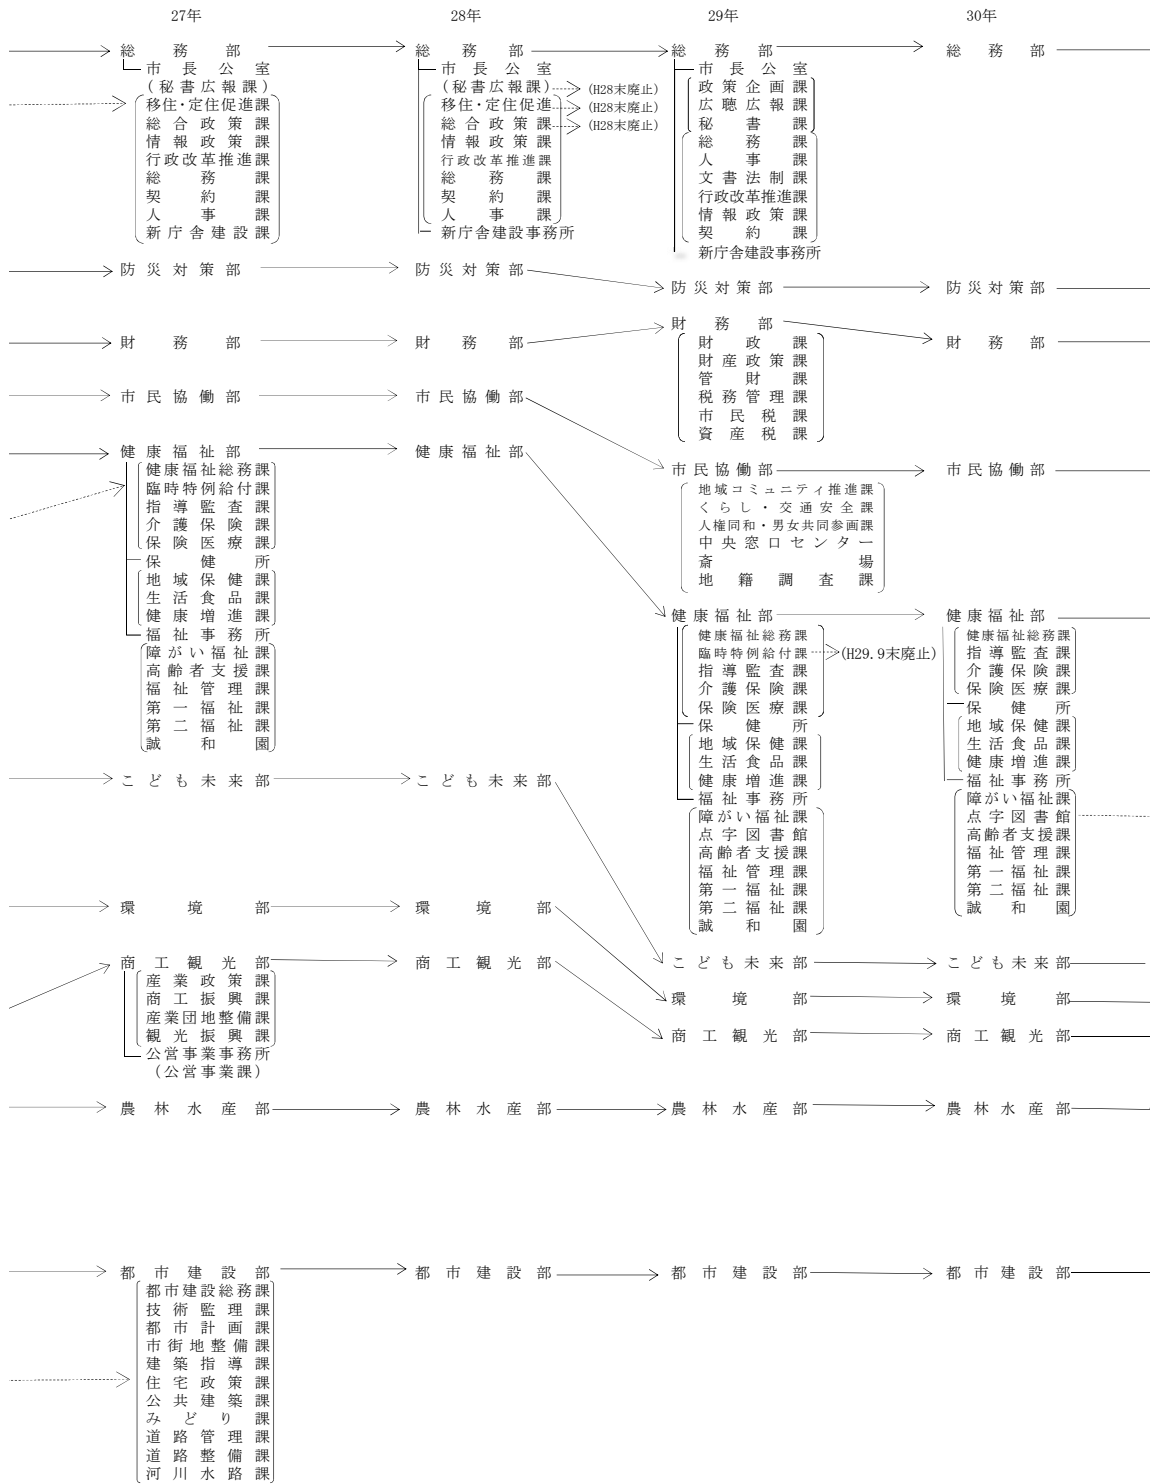 27年
総務部
市長公室
(秘書広報課)
移住・定住促進課
総合政策課
情報政策課
行政改革推進課
総務課
契約課
人事課
新庁舎建設課
防災対策部
財務部
市民協働部
健康福祉部
健康福祉総務課
臨時特例給付課
指導監査課
介護保険課
保険医療課
保健所
地域保健課
生活食品課
健康増進課
福祉事務所
障がい福祉課
高齢者支援課
福祉管理課
第一福祉課
第二福祉課
誠和園
こども未来部
環境部
商工観光部
産業政策課
商工振興課
産業団地整備課
観光振興課
公営事業事務所
(公営事業課)
農林水産部
都市建設部
都市建設総務課
技術監理課
都市計画課
市街地整備課
建築指導課
住宅政策課
公共建築課
みどり課
道路管理課
道路整備課
河川水路課
28年
総務部
市長公室
(秘書広報課) (H28末廃止)
移住・定住促進 (H28末廃止)
総合政策課 (H28末廃止)
情報政策課
行政改革推進課
総務課
契約課
人事課
新庁舎建設事務所
防災対策部
財務部
市民協働部
健康福祉部
こども未来部
環境部
商工観光部
農林水産部
都市建設部
29年
総務部
市長公室
政策企画課
広聴広報課
秘書課
総務課
人事課
文書法制課
行政改革推進課
情報政策課
契約課
新庁舎建設事務所
防災対策部
財務部
財政課
財産政策課
管財課
税務管理課
市民税課
資産税課
市民協働部
地域コミュニティ推進課
くらし・交通安全課
人権同和・男女共同参画課
中央窓口センター
斎場
地籍調査課
健康福祉部
健康福祉総務課
臨時特例給付課 (H29.9末廃止)
指導監査課
介護保険課
保険医療課
保健所
地域保健課
生活食品課
健康増進課
福祉事務所
障がい福祉課
点字図書館
高齢者支援課
福祉管理課
第一福祉課
第二福祉課
誠和園
こども未来部
環境部
商工観光部
農林水産部
都市建設部
30年
総務部
防災対策部
財務部
市民協働部
健康福祉部
健康福祉総務課
指導監査課
介護保険課
保険医療課
保健所
地域保健課
生活食品課
健康増進課
福祉事務所
障がい福祉課
点字図書館
高齢者支援課
福祉管理課
第一福祉課
第二福祉課
誠和園
こども未来部
環境部
商工観光部
農林水産部
都市建設部